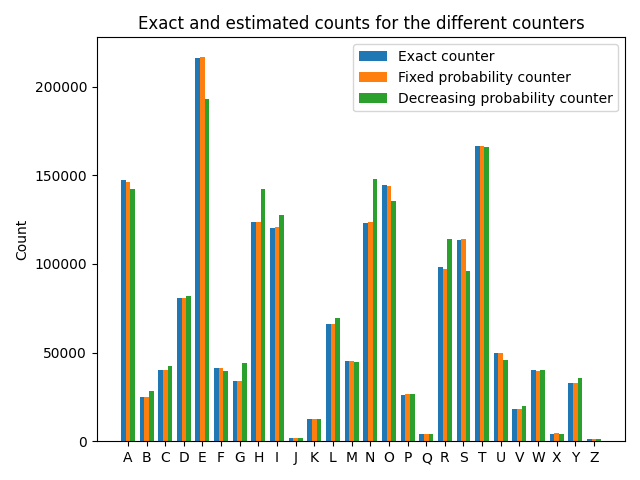 Exact and estimated counts for the different counters
Exact counter
Fixed probability counter
Decreasing probability counter
Count
200000
150000
100000
50000
0
A B C D E F G H I J K L M N O P Q R S T U V W X Y Z